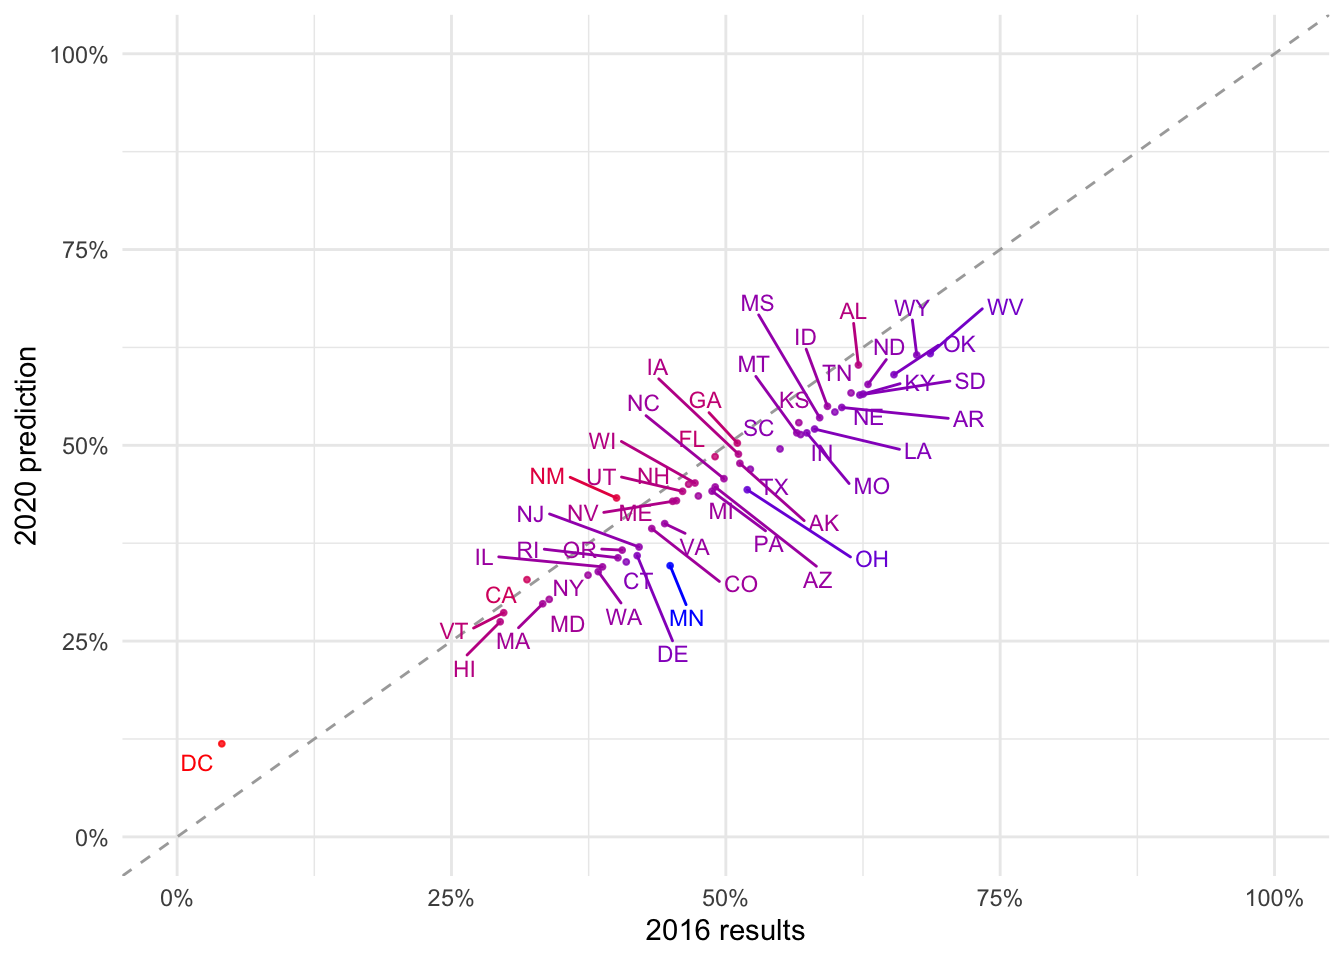 100%
75%
50%
25%
0%
2020 prediction
MS
AL
WY
WV
ID
ND
OK
IA
MT
TN
KY
SD
NC
GA
KS
NE
AR
WI
FL
SC
IN
LA
NM
UT
NH
TX
MO
NJ
NV
ME
MI
AK
IL
RI
OR
VA
PA
OH
CA
NY
CT
CO
AZ
VT
MA
MD
WA
MN
HI
DE
DC
0%
25%
50%
75%
100%
2016 results